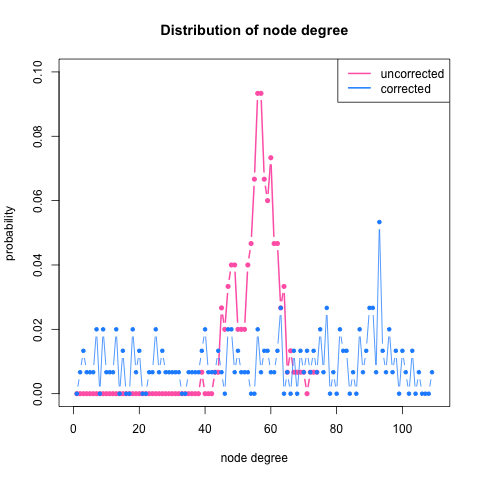 Distribution of node degree
uncorrected
corrected
probability
0.10
0.08
0.06
0.04
0.02
0.00
0
20
40
60
80
100
node degree